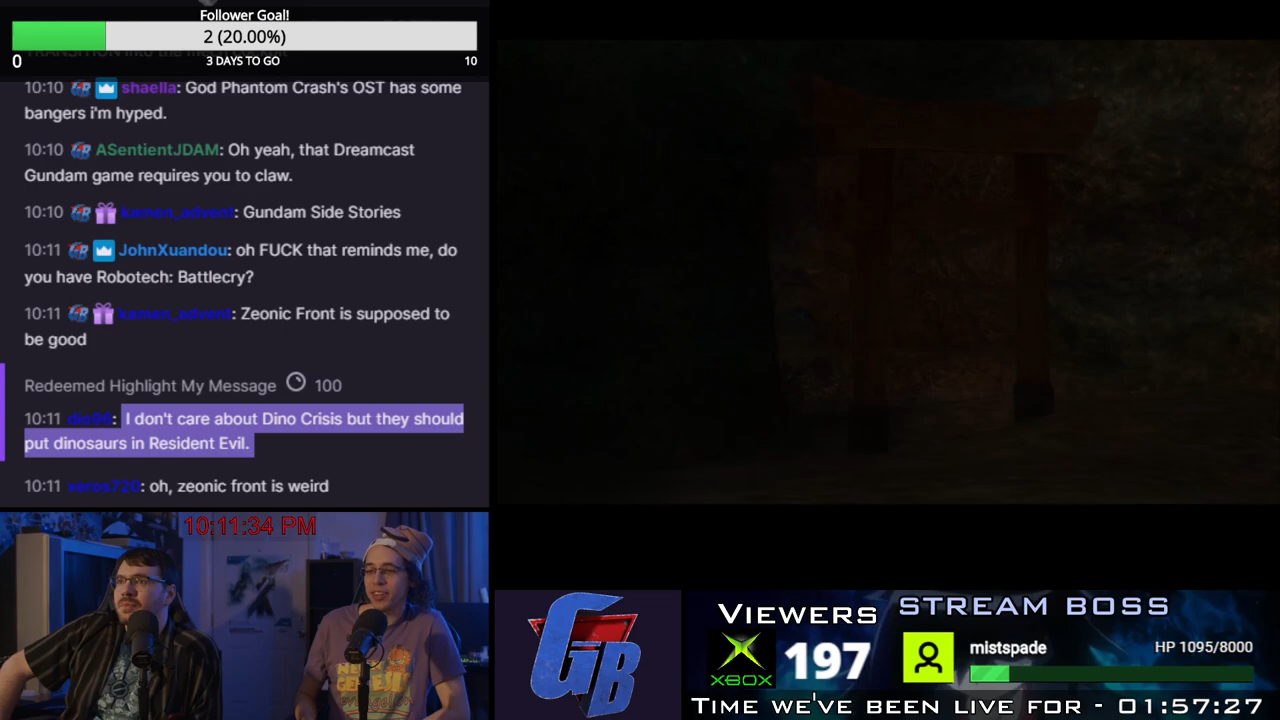 Follower Goal!
2 (20.00%)
0 3 DAYS TO GO 10
10:10 shaella: God Phantom Crash's OST has some
bangers i'm hyped.
10:10 ASentientJDAM: Oh yeah, that Dreamcast
Gundam game requires you to claw.
10:10 kamen_advent: Gundam Side Stories
10:11 JohnXuandou: oh FUCK that reminds me, do
you have Robotech: Battlecry?
10:11 kamen_advent: Zeonic Front is supposed to
be good
Redeemed Highlight My Message 100
10:11 dio90: I don't care about Dino Crisis but they should
put dinosaurs in Resident Evil.
10:11 xeros720: oh, zeonic front is weird
10:11:34 PM
GB
VIEWERS
XBOX
197
STREAM BOSS
mistspade HP 1095/8000
TIME WE'VE BEEN LIVE FOR - 01:57:27